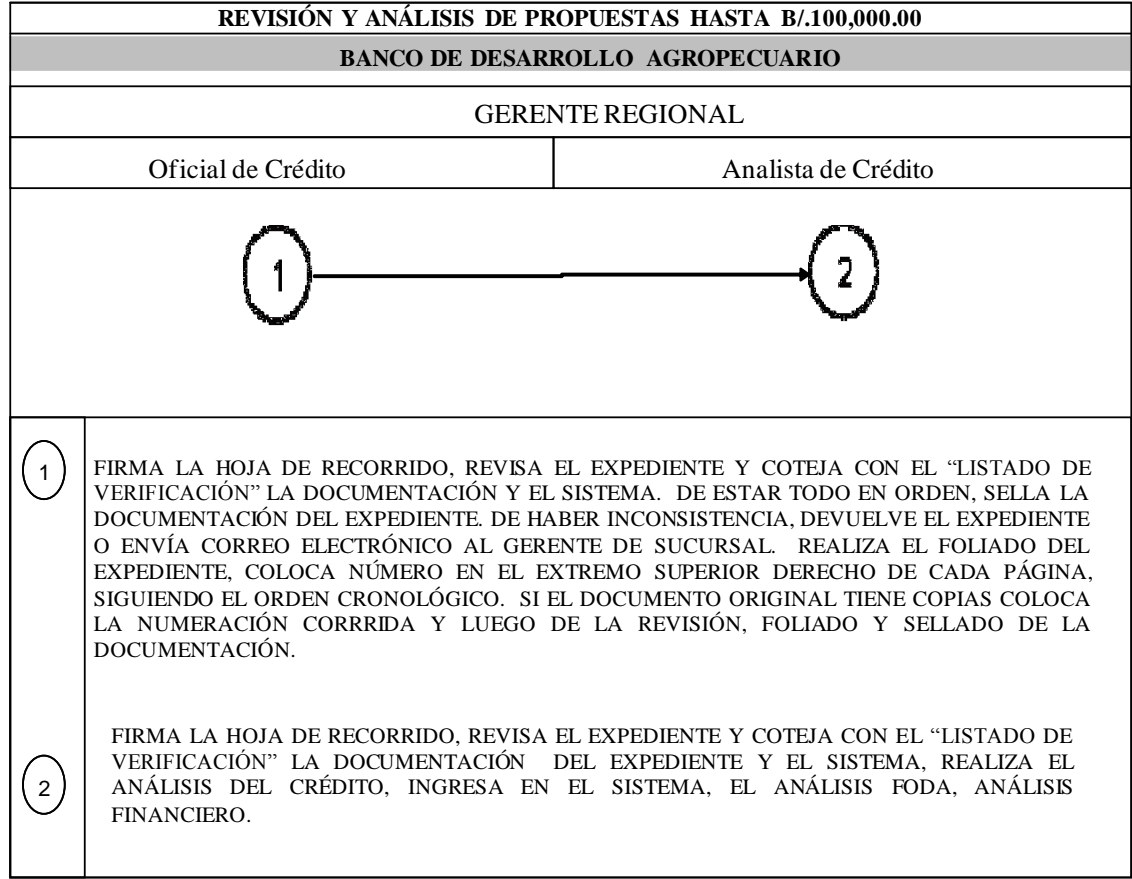 REVISIÓN Y ANÁLISIS DE PROPUESTAS HASTA B/.100,000.00
BANCO DE DESARROLLO AGROPECUARIO
GERENTE REGIONAL
Oficial de Crédito
Analista de Crédito
1
2
1
FIRMA LA HOJA DE RECORRIDO, REVISA EL EXPEDIENTE Y COTEJA CON EL “LISTADO DE
VERIFICACIÓN” LA DOCUMENTACIÓN Y EL SISTEMA. DE ESTAR TODO EN ORDEN, SELLA LA
DOCUMENTACIÓN DEL EXPEDIENTE. DE HABER INCONSISTENCIA, DEVUELVE EL EXPEDIENTE
O ENVÍA CORREO ELECTRÓNICO AL GERENTE DE SUCURSAL. REALIZA EL FOLIADO DEL
EXPEDIENTE, COLOCA NÚMERO EN EL EXTREMO SUPERIOR DERECHO DE CADA PÁGINA,
SIGUIENDO EL ORDEN CRONOLÓGICO. SI EL DOCUMENTO ORIGINAL TIENE COPIAS COLOCA
LA NUMERACIÓN CORRRIDA Y LUEGO DE LA REVISIÓN, FOLIADO Y SELLADO DE LA
DOCUMENTACIÓN.
2
FIRMA LA HOJA DE RECORRIDO, REVISA EL EXPEDIENTE Y COTEJA CON EL “LISTADO DE
VERIFICACIÓN” LA DOCUMENTACIÓN DEL EXPEDIENTE Y EL SISTEMA, REALIZA EL
ANÁLISIS DEL CRÉDITO, INGRESA EN EL SISTEMA, EL ANÁLISIS FODA, ANÁLISIS
FINANCIERO.